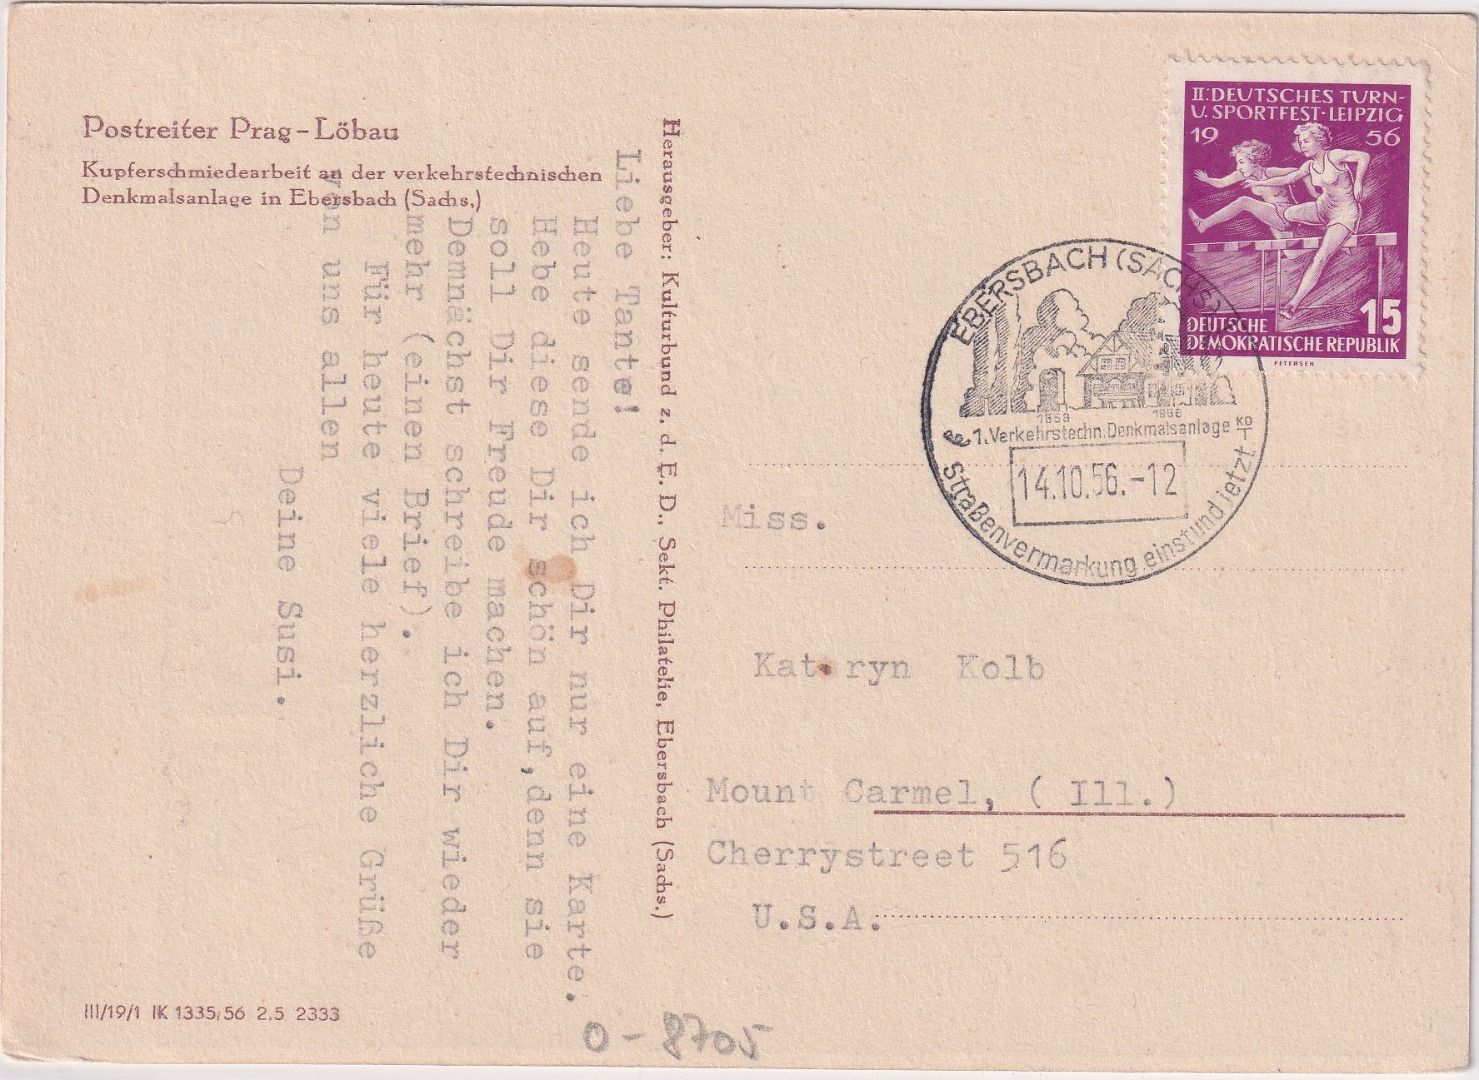 Postreiter Prag-Löbau
Kupferschmiedearbeit an der verkehrstechnischen
Denkmalsanlage in Ebersbach (Sachs,)
Liebe Tante!
Heute sende ich Dir nur eine Karte.
Hebe diese Dir schön auf,denn sie
soll Dir Freude machen.
Demnächst schreibe ich Dir wieder
mehr (einen Brief).
Für heute viele herzliche Grüße
von uns allen
Deine Susi.
Herausgeber: Kulturbund z. d. E. D., Sekt. Philatelie, Ebersbach (Sachs.)
II. DEUTSCHES TURN-
U. SPORTFEST·LEIPZIG
19 56
15
DEUTSCHE
DEMOKRATISCHE REPUBLIK
PETERSEN
EBERSBACH (SACHS)
1858 1956
1. Verkehrstechn. Denkmalsanlage
KD
T
e
14.10.56.-12
Straßenvermarkung einst und jetzt
Miss.
Kat ryn Kolb
Mount Carmel, ( Ill.)
Cherrystreet 516
U.S.A.
III/19/1 IK 1335/56 2,5 2333
O-8705